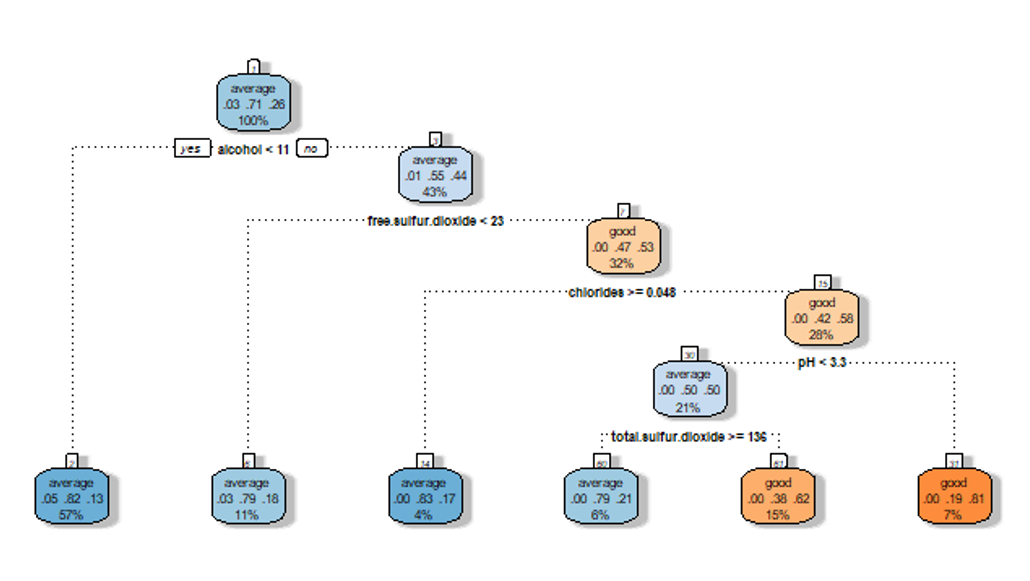 1
average
.03 .71 .26
100%
yes alcohol < 11 no
3
average
.01 .55 .44
43%
free.sulfur.dioxide < 23
7
good
.00 .47 .53
32%
chlorides >= 0.048
15
good
.00 .42 .58
28%
pH < 3.3
30
average
.00 .50 .50
21%
total.sulfur.dioxide >= 136
2
average
.05 .82 .13
57%
6
average
.03 .79 .18
11%
14
average
.00 .83 .17
4%
60
average
.00 .79 .21
6%
61
good
.00 .38 .62
15%
31
good
.00 .19 .81
7%